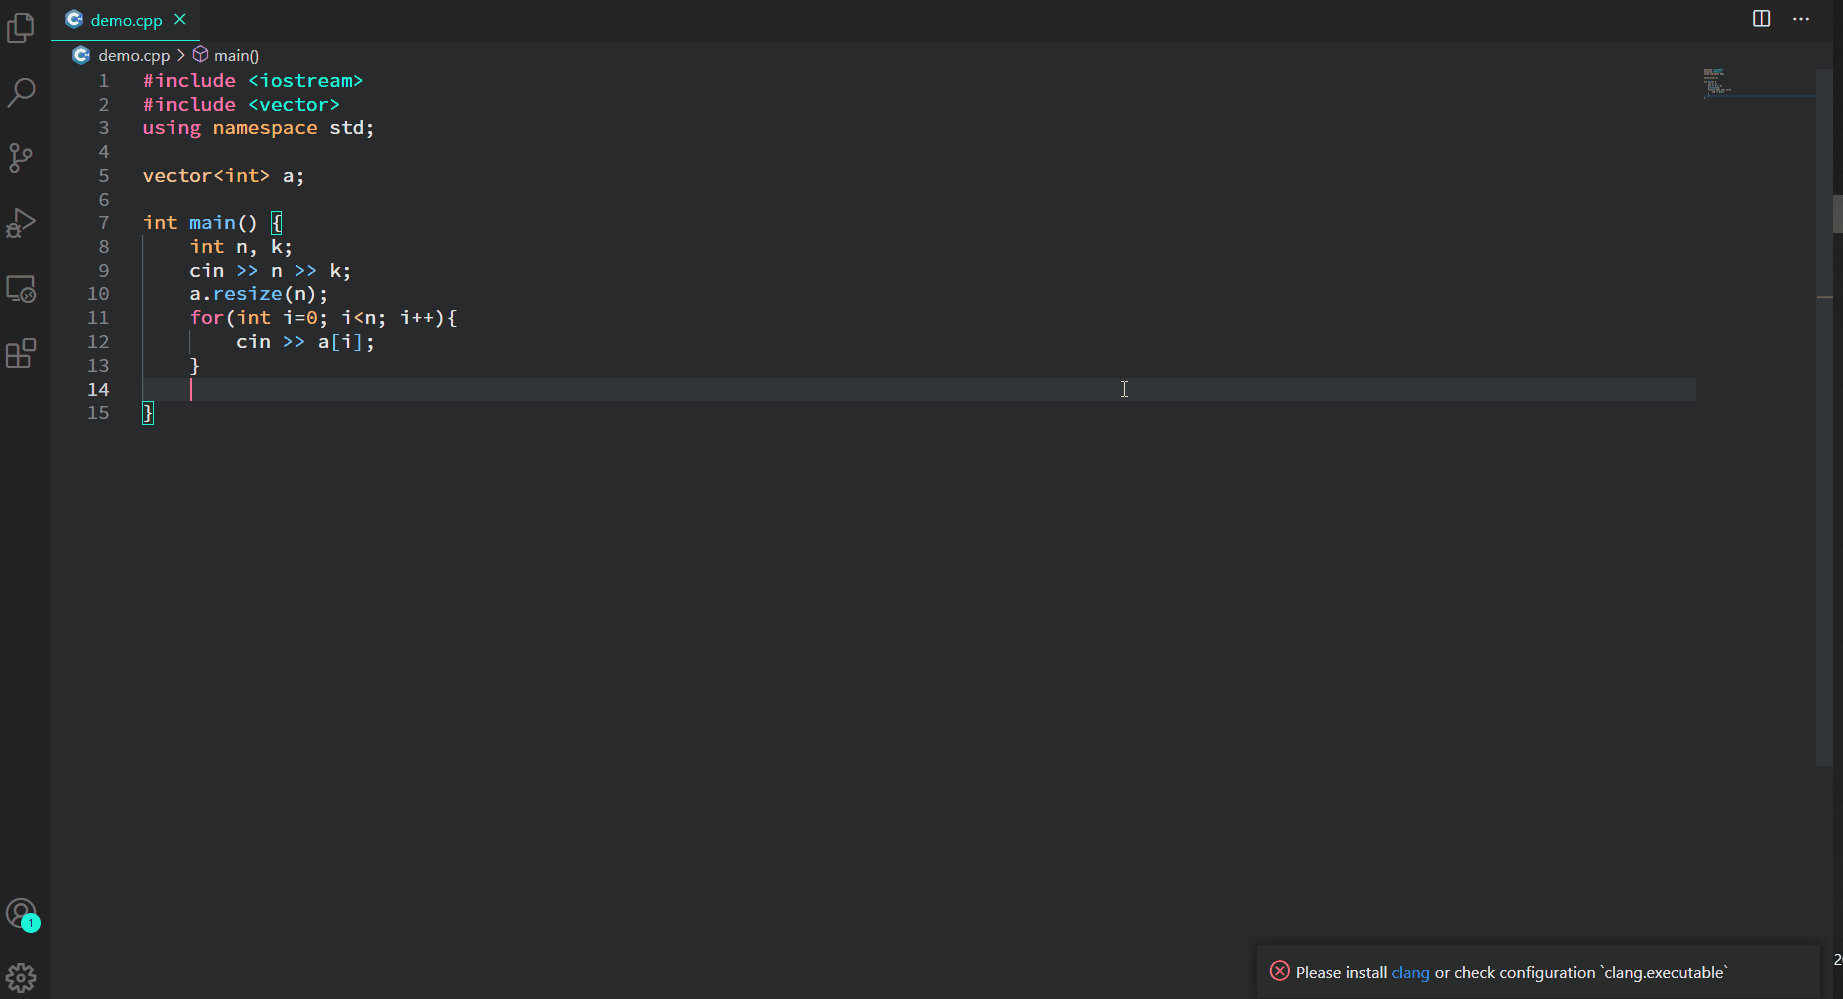 demo.cpp
demo.cpp > main()
1 #include <iostream>
2 #include <vector>
3 using namespace std;
4
5 vector<int> a;
6
7 int main() {
8     int n, k;
9     cin >> n >> k;
10     a.resize(n);
11     for(int i=0; i<n; i++){
12         cin >> a[i];
13     }
14
15 }
1
Please install clang or check configuration `clang.executable`